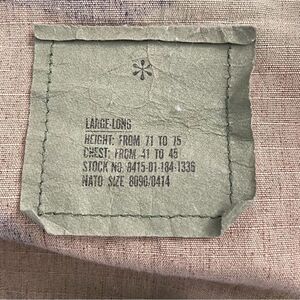 *
LARGE-LONG
HEIGHT: FROM 71 TO 75
CHEST: FROM 41 TO 45
STOCK NO: 8415-01-184-1336
NATO SIZE 8090/0414